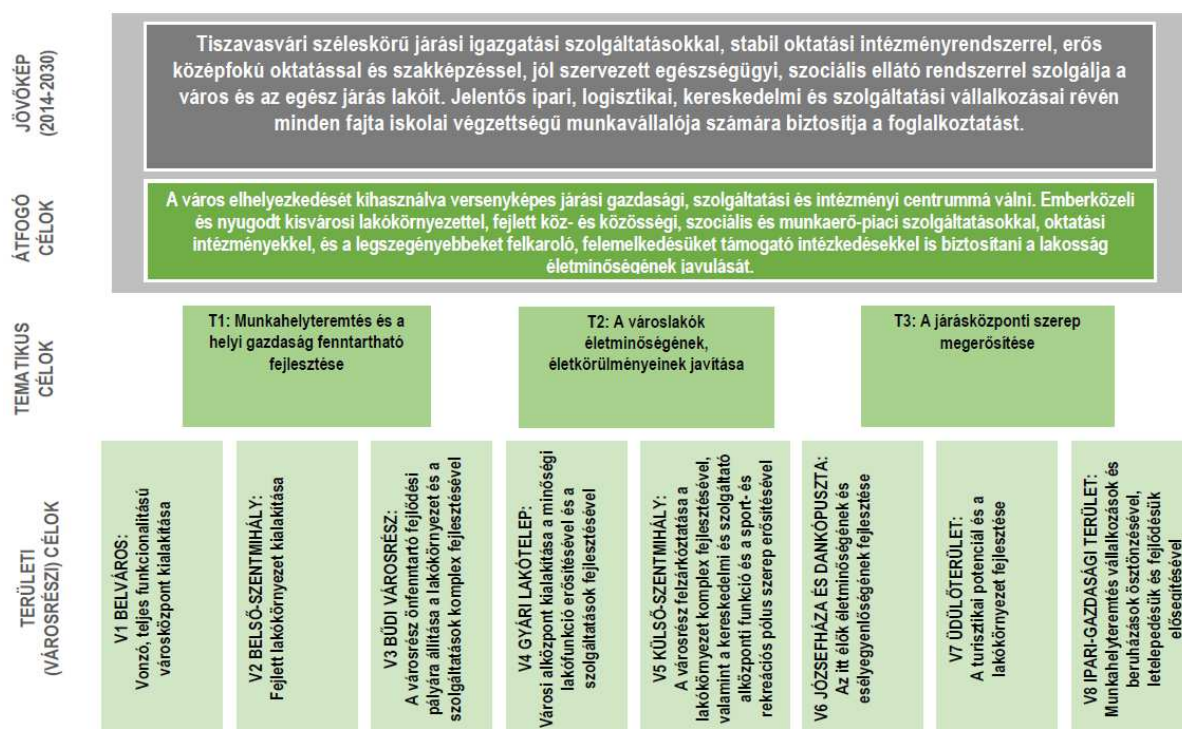 JÖVŐKÉP
(2014-2030)
Tiszavasvári széleskörű járási igazgatási szolgáltatásokkal, stabil oktatási intézményrendszerrel, erős
középfokú oktatással és szakképzéssel, jól szervezett egészségügyi, szociális ellátó rendszerrel szolgálja a
város és az egész járás lakóit. Jelentős ipari, logisztikai, kereskedelmi és szolgáltatási vállalkozásai révén
minden fajta iskolai végzettségű munkavállalója számára biztosítja a foglalkoztatást.
ÁTFOGÓ
CÉLOK
A város elhelyezkedését kihasználva versenyképes járási gazdasági, szolgáltatási és intézményi centrummá válni. Emberközeli
és nyugodt kisvárosi lakókörnyezettel, fejlett köz- és közösségi, szociális és munkaerő-piaci szolgáltatásokkal, oktatási
intézményekkel, és a legszegényebbeket felkaroló, felemelkedésüket támogató intézkedésekkel is biztosítani a lakosság
életminőségének javulását.
TEMATIKUS
CÉLOK
T1: Munkahelyteremtés és a
helyi gazdaság fenntartható
fejlesztése
T2: A városlakók
életminőségének,
életkörülményeinek javítása
T3: A járásközponti szerep
megerősítése
TERÜLETI
(VÁROSRÉSZI) CÉLOK
V1 BELVÁROS:
Vonzó, teljes funkcionalitású
városközpont kialakítása
V2 BELSŐ-SZENTMIHÁLY:
Fejlett lakókörnyezet kialakítása
V3 BŰDI VÁROSRÉSZ:
A városrész önfenntartó fejlődési
pályára állítása a lakókörnyezet és a
szolgáltatások komplex fejlesztésével
V4 GYÁRI LAKÓTELEP:
Városi alközpont kialakítása a minőségi
lakófunkció erősítésével és a
szolgáltatások fejlesztésével
V5 KÜLSŐ-SZENTMIHÁLY:
A városrész felzárkóztatása a
lakókörnyezet komplex fejlesztésével,
valamint a kereskedelmi és szolgáltató
alközponti funkció és a sport- és
rekreációs pólus szerep erősítésével
V6 JÓZSEFHÁZA ÉS DANKÓPUSZTA:
Az itt élők életminőségének és
esélyegyenlőségének fejlesztése
V7 ÜDÜLŐTERÜLET:
A turisztikai potenciál és a
lakókörnyezet fejlesztése
V8 IPARI-GAZDASÁGI TERÜLET:
Munkahelyteremtés vállalkozások és
beruházások ösztönzésével,
letelepedésük és fejlődésük
elősegítésével